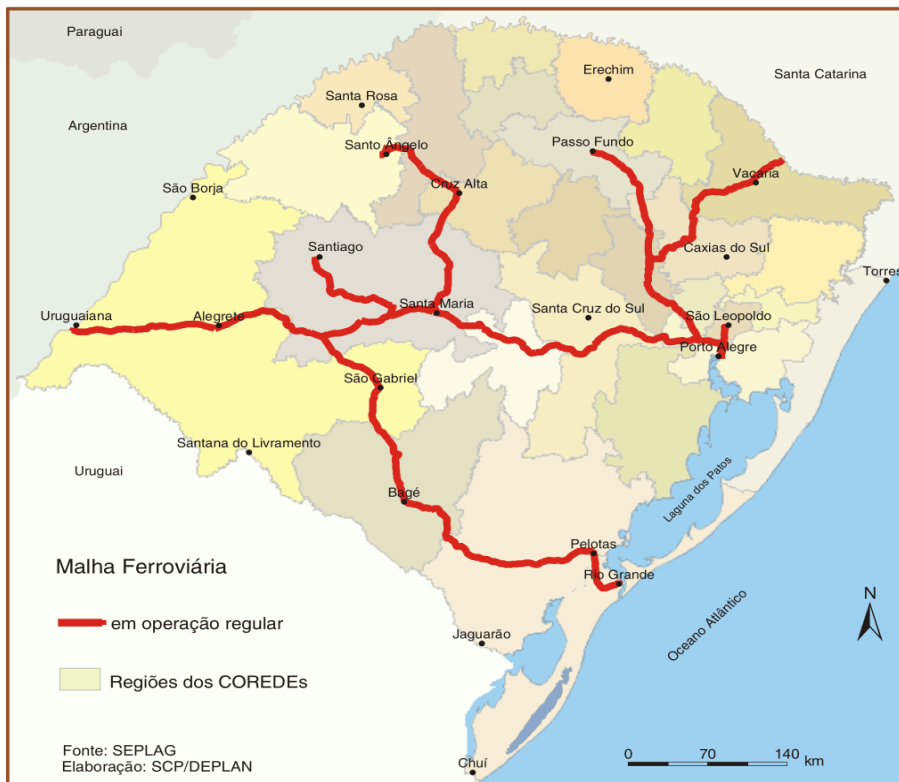 Paraguai
Erechim
Santa Catarina
Santa Rosa
Argentina
Santo Ângelo
Passo Fundo
Vacaria
Cruz Alta
São Borja
Santiago
Caxias do Sul
Torres
Uruguaiana
Alegrete
Santa Maria
Santa Cruz do Sul
São Leopoldo
Porto Alegre
São Gabriel
Santana do Livramento
Uruguai
Laguna dos Patos
Bagé
Pelotas
Rio Grande
Malha Ferroviária
em operação regular
Jaguarão
Oceano Atlântico
N
Regiões dos COREDEs
Fonte: SEPLAG
Elaboração: SCP/DEPLAN
Chuí
0 70 140
km